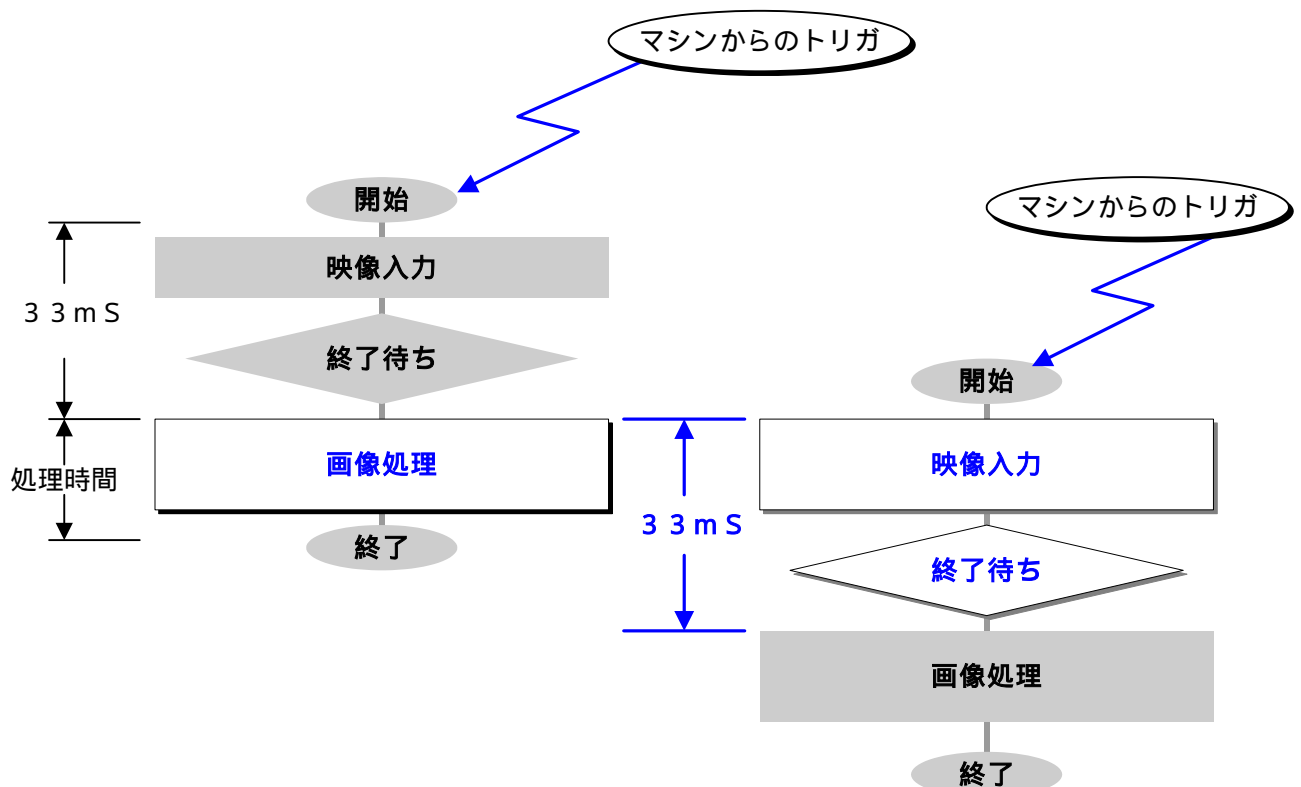 マシンからのトリガ
開始
映像入力
３３ｍＳ
終了待ち
画像処理
処理時間
終了
マシンからのトリガ
開始
映像入力
３３ｍＳ
終了待ち
画像処理
終了